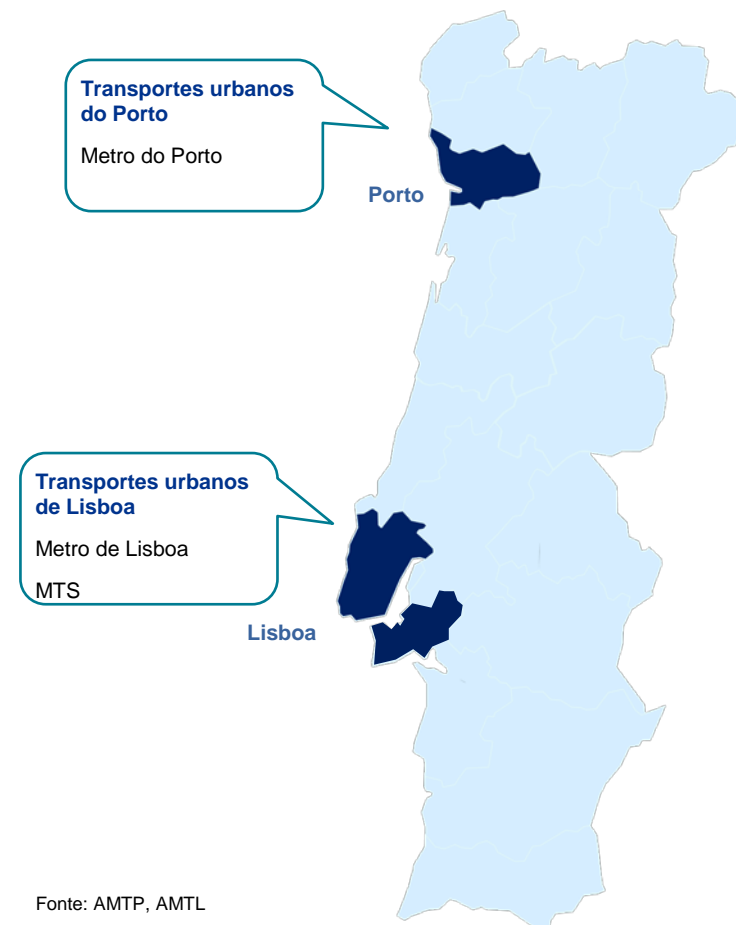 Transportes urbanos
do Porto
Metro do Porto
Porto
Transportes urbanos
de Lisboa
Metro de Lisboa
MTS
Lisboa
Fonte: AMTP, AMTL